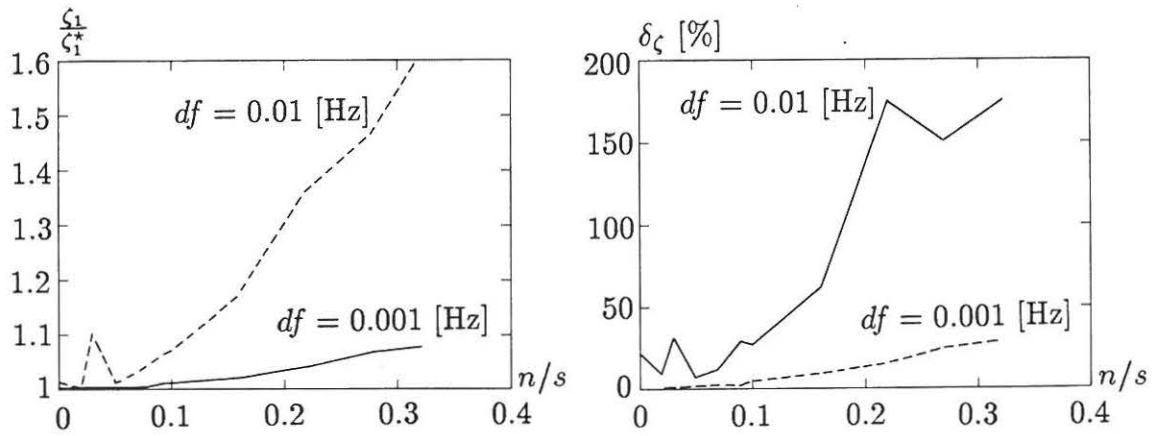 ζ₁/ζ₁*
1.6
1.5
1.4
1.3
1.2
1.1
1
0
0.1
0.2
0.3
0.4
n/s
df = 0.01 [Hz]
df = 0.001 [Hz]
δ_ζ [%]
200
150
100
50
0
0
0.1
0.2
0.3
0.4
n/s
df = 0.01 [Hz]
df = 0.001 [Hz]